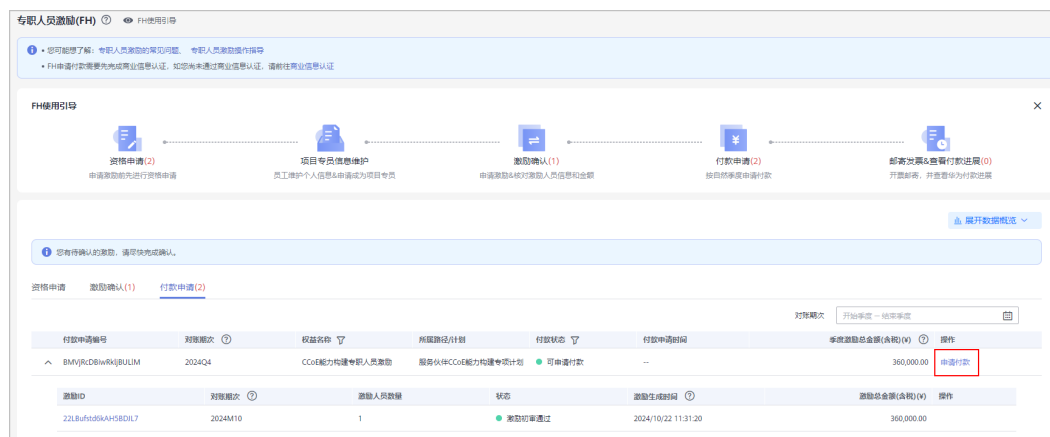 专职人员激励(FH) ? FH使用引导
• 您可能想了解：专职人员激励的常见问题、 专职人员激励操作指导
• FH申请付款需要先完成商业信息认证，如您尚未通过商业信息认证，请前往商业信息认证
FH使用引导
资格申请(2) 项目专员信息维护 激励确认(1) 付款申请(2) 邮寄发票&查看付款进展(0)
申请激励前先进行资格申请 员工维护个人信息&申请成为项目专员 申请激励&核对激励人员信息和金额 按自然季度申请付款 开票邮寄，并查看华为付款进展
展开数据概览
您有待确认的激励，请尽快完成确认。
资格申请 激励确认(1) 付款申请(2)
对账期次 开始季度 – 结束季度
付款申请编号 对账期次 ? 权益名称 所属路径/计划 付款状态 付款申请时间 季度激励总金额(含税)(¥) ? 操作
BMVjRcDBIwRkljBULIM 2024Q4 CCoE能力构建专职人员激励 服务伙伴CCoE能力构建专项计划 可申请付款 -- 360,000.00 申请付款
激励ID 对账期次 ? 激励人员数量 状态 激励生成时间 ? 激励总金额(含税)(¥) 操作
22LBufstd6kAH5BDJL7 2024M10 1 激励初审通过 2024/10/22 11:31:20 360,000.00